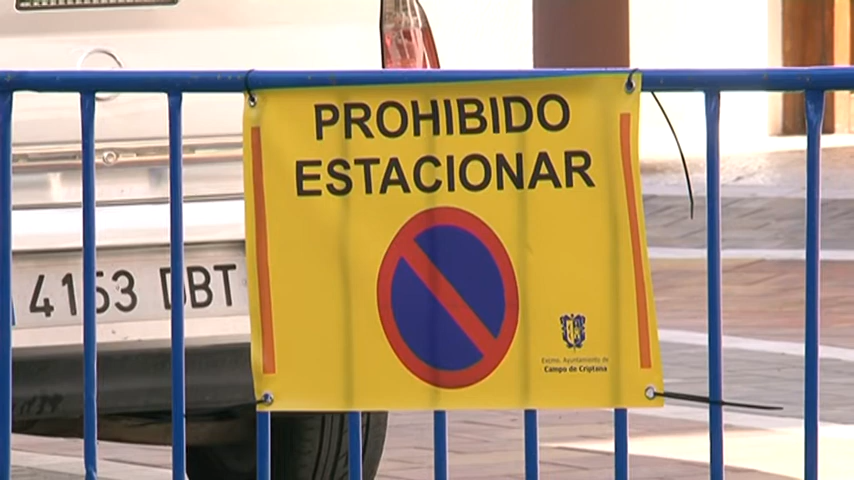 PROHIBIDO
ESTACIONAR
Excmo. Ayuntamiento de
Campo de Criptana
4153 DBT